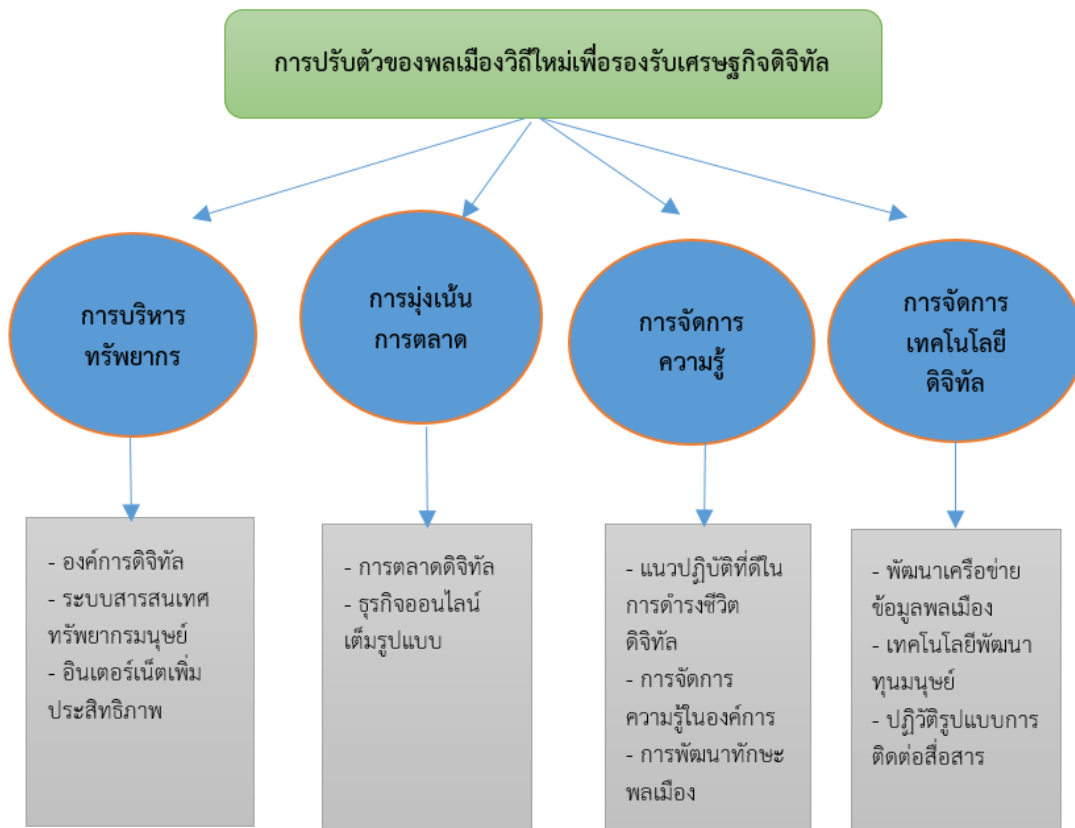 การปรับตัวของพลเมืองวิถีใหม่เพื่อรองรับเศรษฐกิจดิจิทัล
การบริหาร
ทรัพยากร
การมุ่งเน้น
การตลาด
การจัดการ
ความรู้
การจัดการ
เทคโนโลยี
ดิจิทัล
- องค์การดิจิทัล
- ระบบสารสนเทศ
ทรัพยากรมนุษย์
- อินเตอร์เน็ตเพิ่ม
ประสิทธิภาพ
- การตลาดดิจิทัล
- ธุรกิจออนไลน์
เต็มรูปแบบ
- แนวปฏิบัติที่ดีใน
การดำรงชีวิต
ดิจิทัล
- การจัดการ
ความรู้ในองค์การ
- การพัฒนาทักษะ
พลเมือง
- พัฒนาเครือข่าย
ข้อมูลพลเมือง
- เทคโนโลยีพัฒนา
ทุนมนุษย์
- ปฏิวัติรูปแบบการ
ติดต่อสื่อสาร